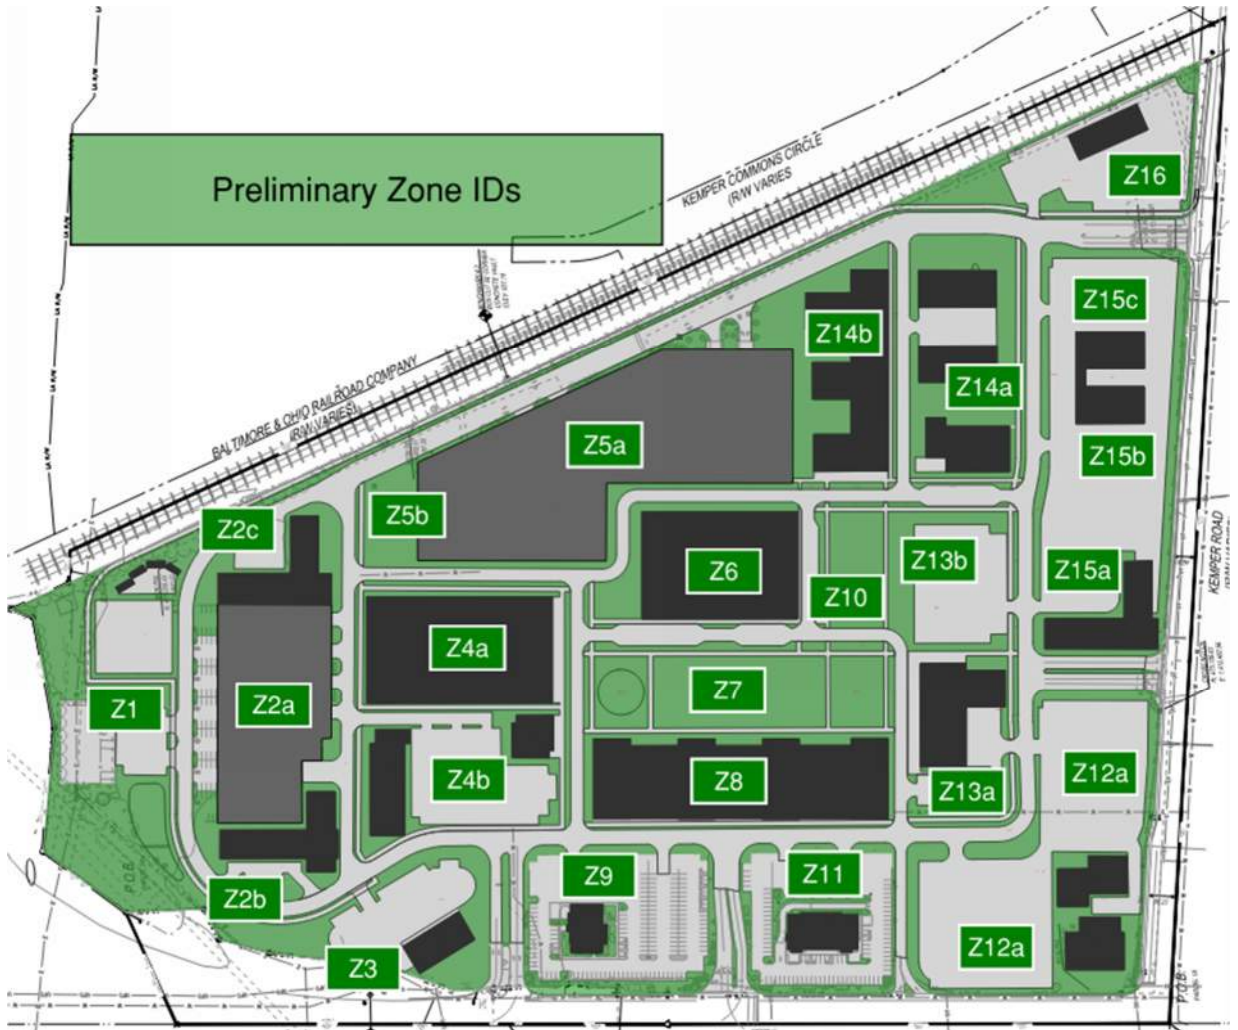 Preliminary Zone IDs
KEMPER COMMONS CIRCLE
(R/W VARIES
BALTIMORE & OHIO RAILROAD COMPANY
(R/W VARIES)
Z16
Z15c
Z14b
Z14a
Z5a
Z15b
Z5b
Z2c
Z13b
Z6
Z15a
Z10
KEMPER ROAD
Z4a
Z7
Z1
Z2a
Z12a
Z8
Z4b
Z13a
Z9
Z11
Z2b
Z12a
Z3
P.O.B.
P.O.B.